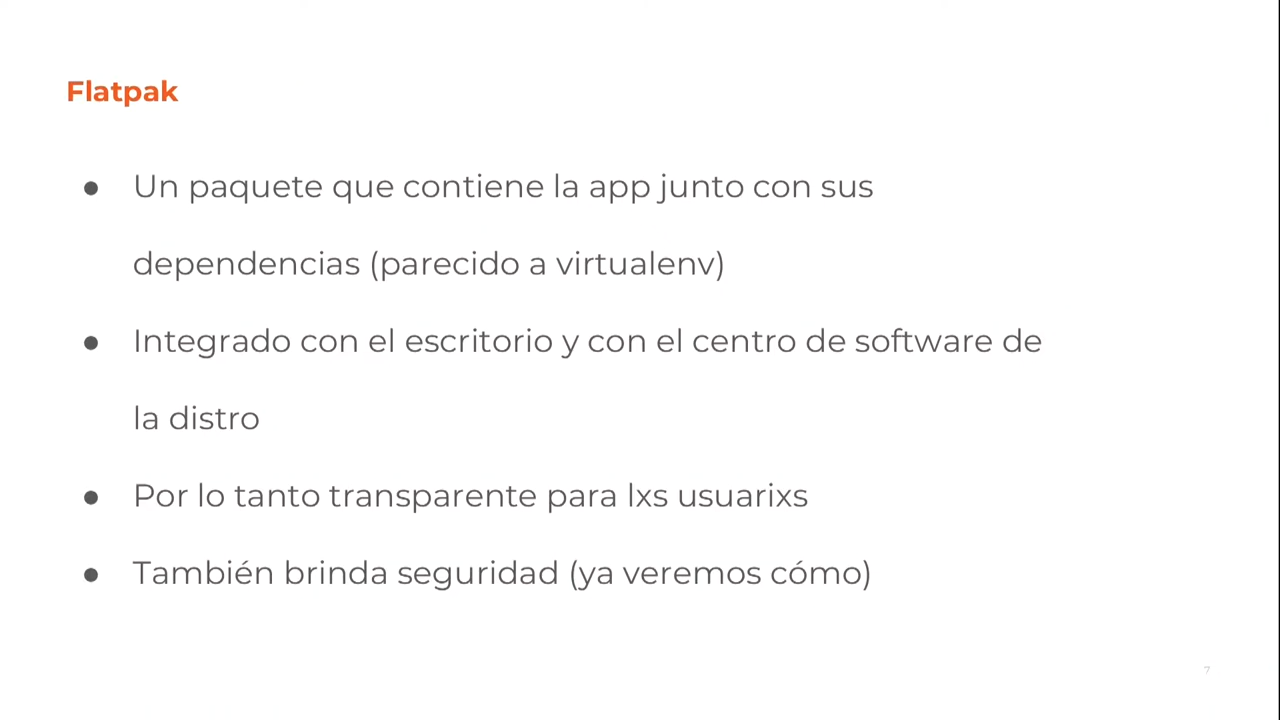 Flatpak
● Un paquete que contiene la app junto con sus
dependencias (parecido a virtualenv)
● Integrado con el escritorio y con el centro de software de
la distro
● Por lo tanto transparente para lxs usuarixs
● También brinda seguridad (ya veremos cómo)
7